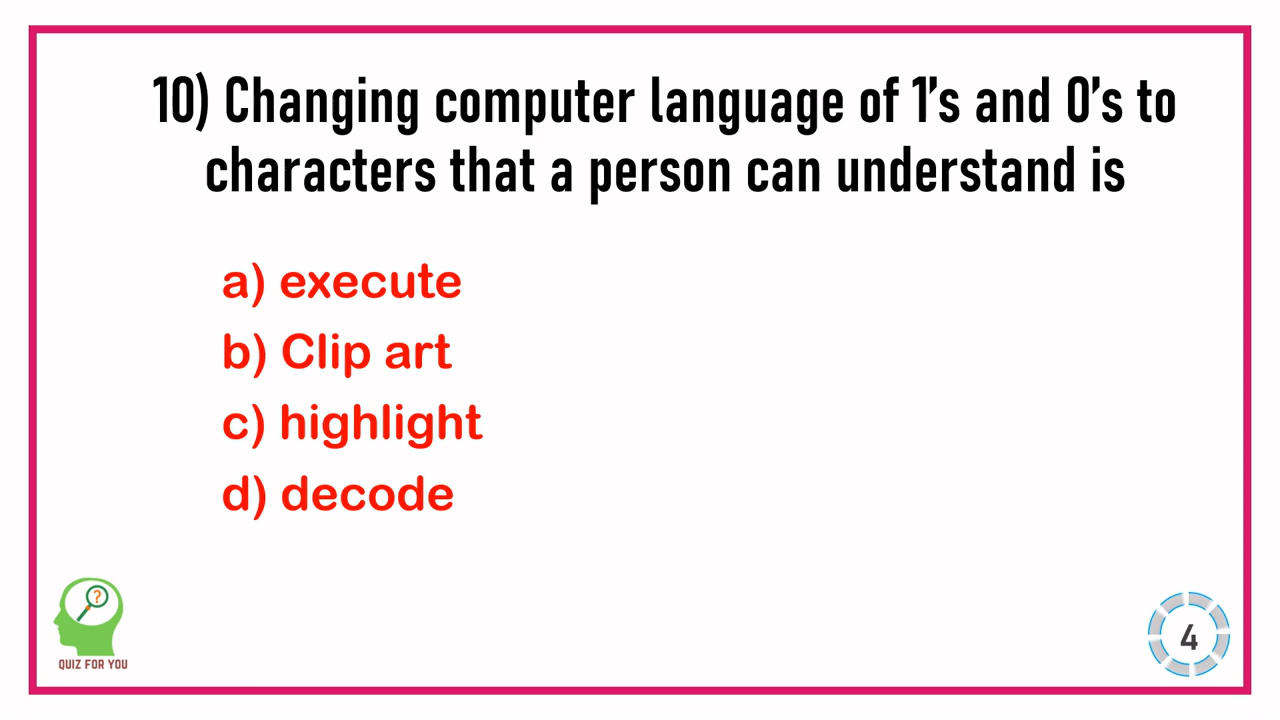 10) Changing computer language of 1’s and 0’s to
characters that a person can understand is
a) execute
b) Clip art
c) highlight
d) decode
?
QUIZ FOR YOU
4